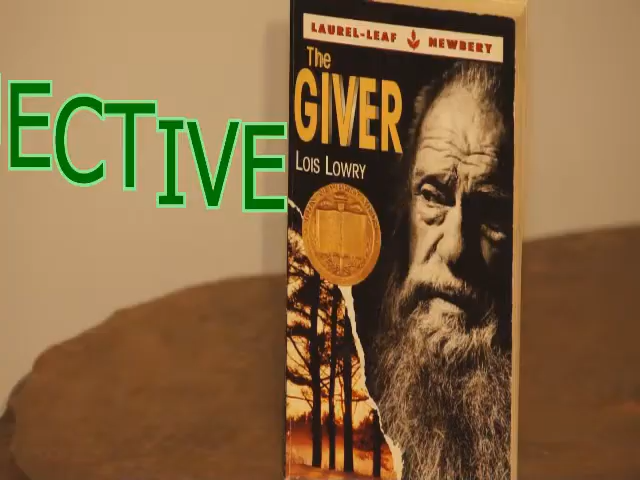 LAUREL-LEAF NEWBERY
The
GIVER
LOIS LOWRY
ECTIVE